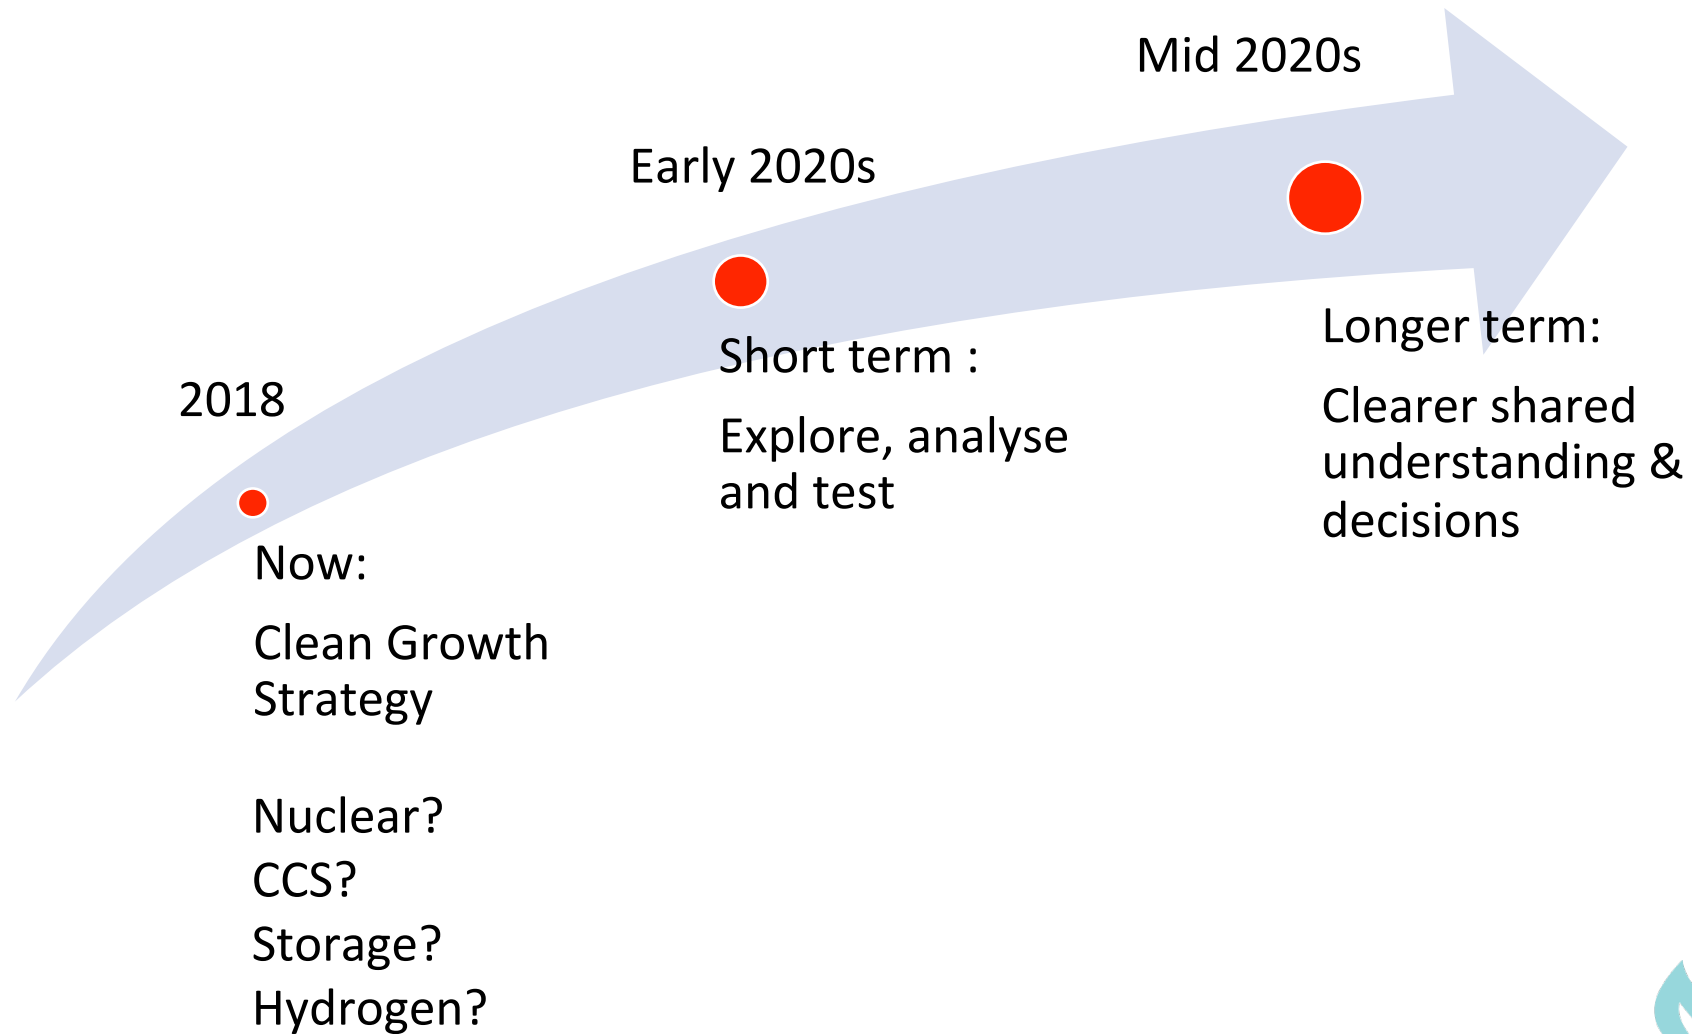 2018
Now:
Clean Growth
Strategy
Nuclear?
CCS?
Storage?
Hydrogen?
Early 2020s
Short term :
Explore, analyse
and test
Mid 2020s
Longer term:
Clearer shared
understanding &
decisions